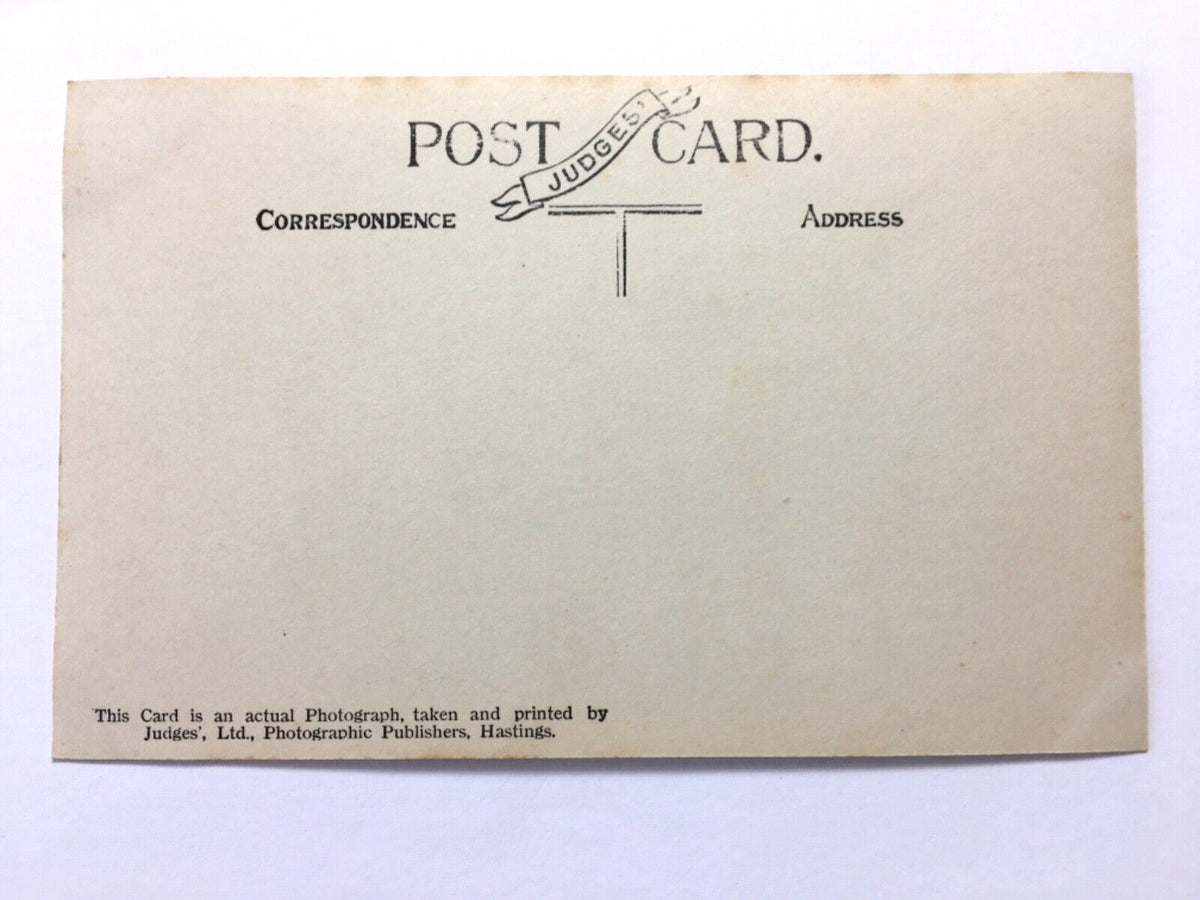 POST CARD.
JUDGES'
CORRESPONDENCE
ADDRESS
This Card is an actual Photograph, taken and printed by
Judges', Ltd., Photographic Publishers, Hastings.